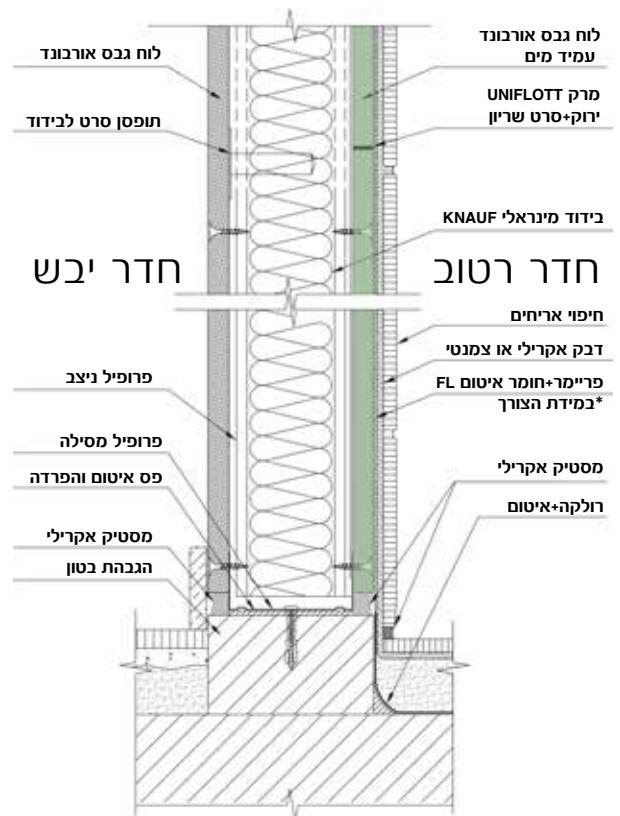 לוח גבס אורבונד
עמיד מים
מרק UNIFLOTT
ירוק+סרט שריון
בידוד מינראלי KNAUF
חדר רטוב
חיפוי אריחים
דבק אקרילי או צמנטי
פריימר+חומר איטום FL
*במידת הצורך
מסטיק אקרילי
רולקה+איטום
לוח גבס אורבונד
תופסן סרט לבידוד
חדר יבש
פרופיל ניצב
פרופיל מסילה
פס איטום והפרדה
מסטיק אקרילי
הגבהת בטון